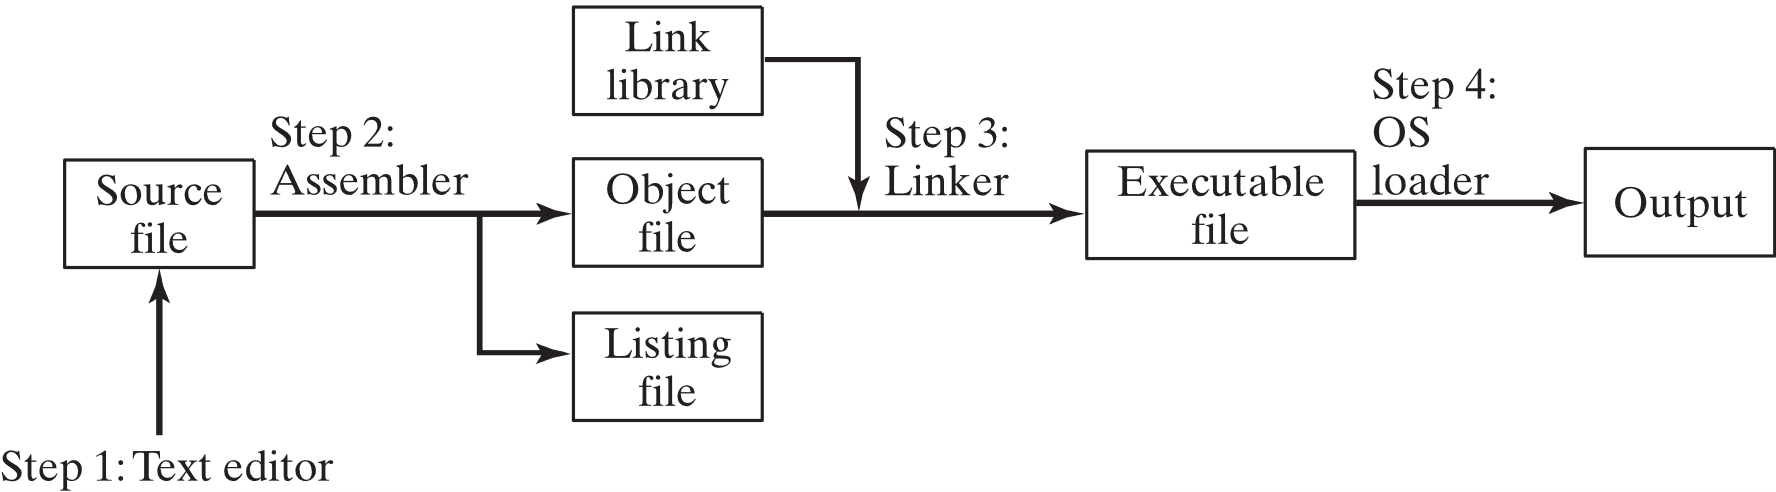 Link
library
Step 4:
OS
loader
Step 2:
Assembler
Step 3:
Linker
Source
file
Object
file
Executable
file
Output
Listing
file
Step 1: Text editor